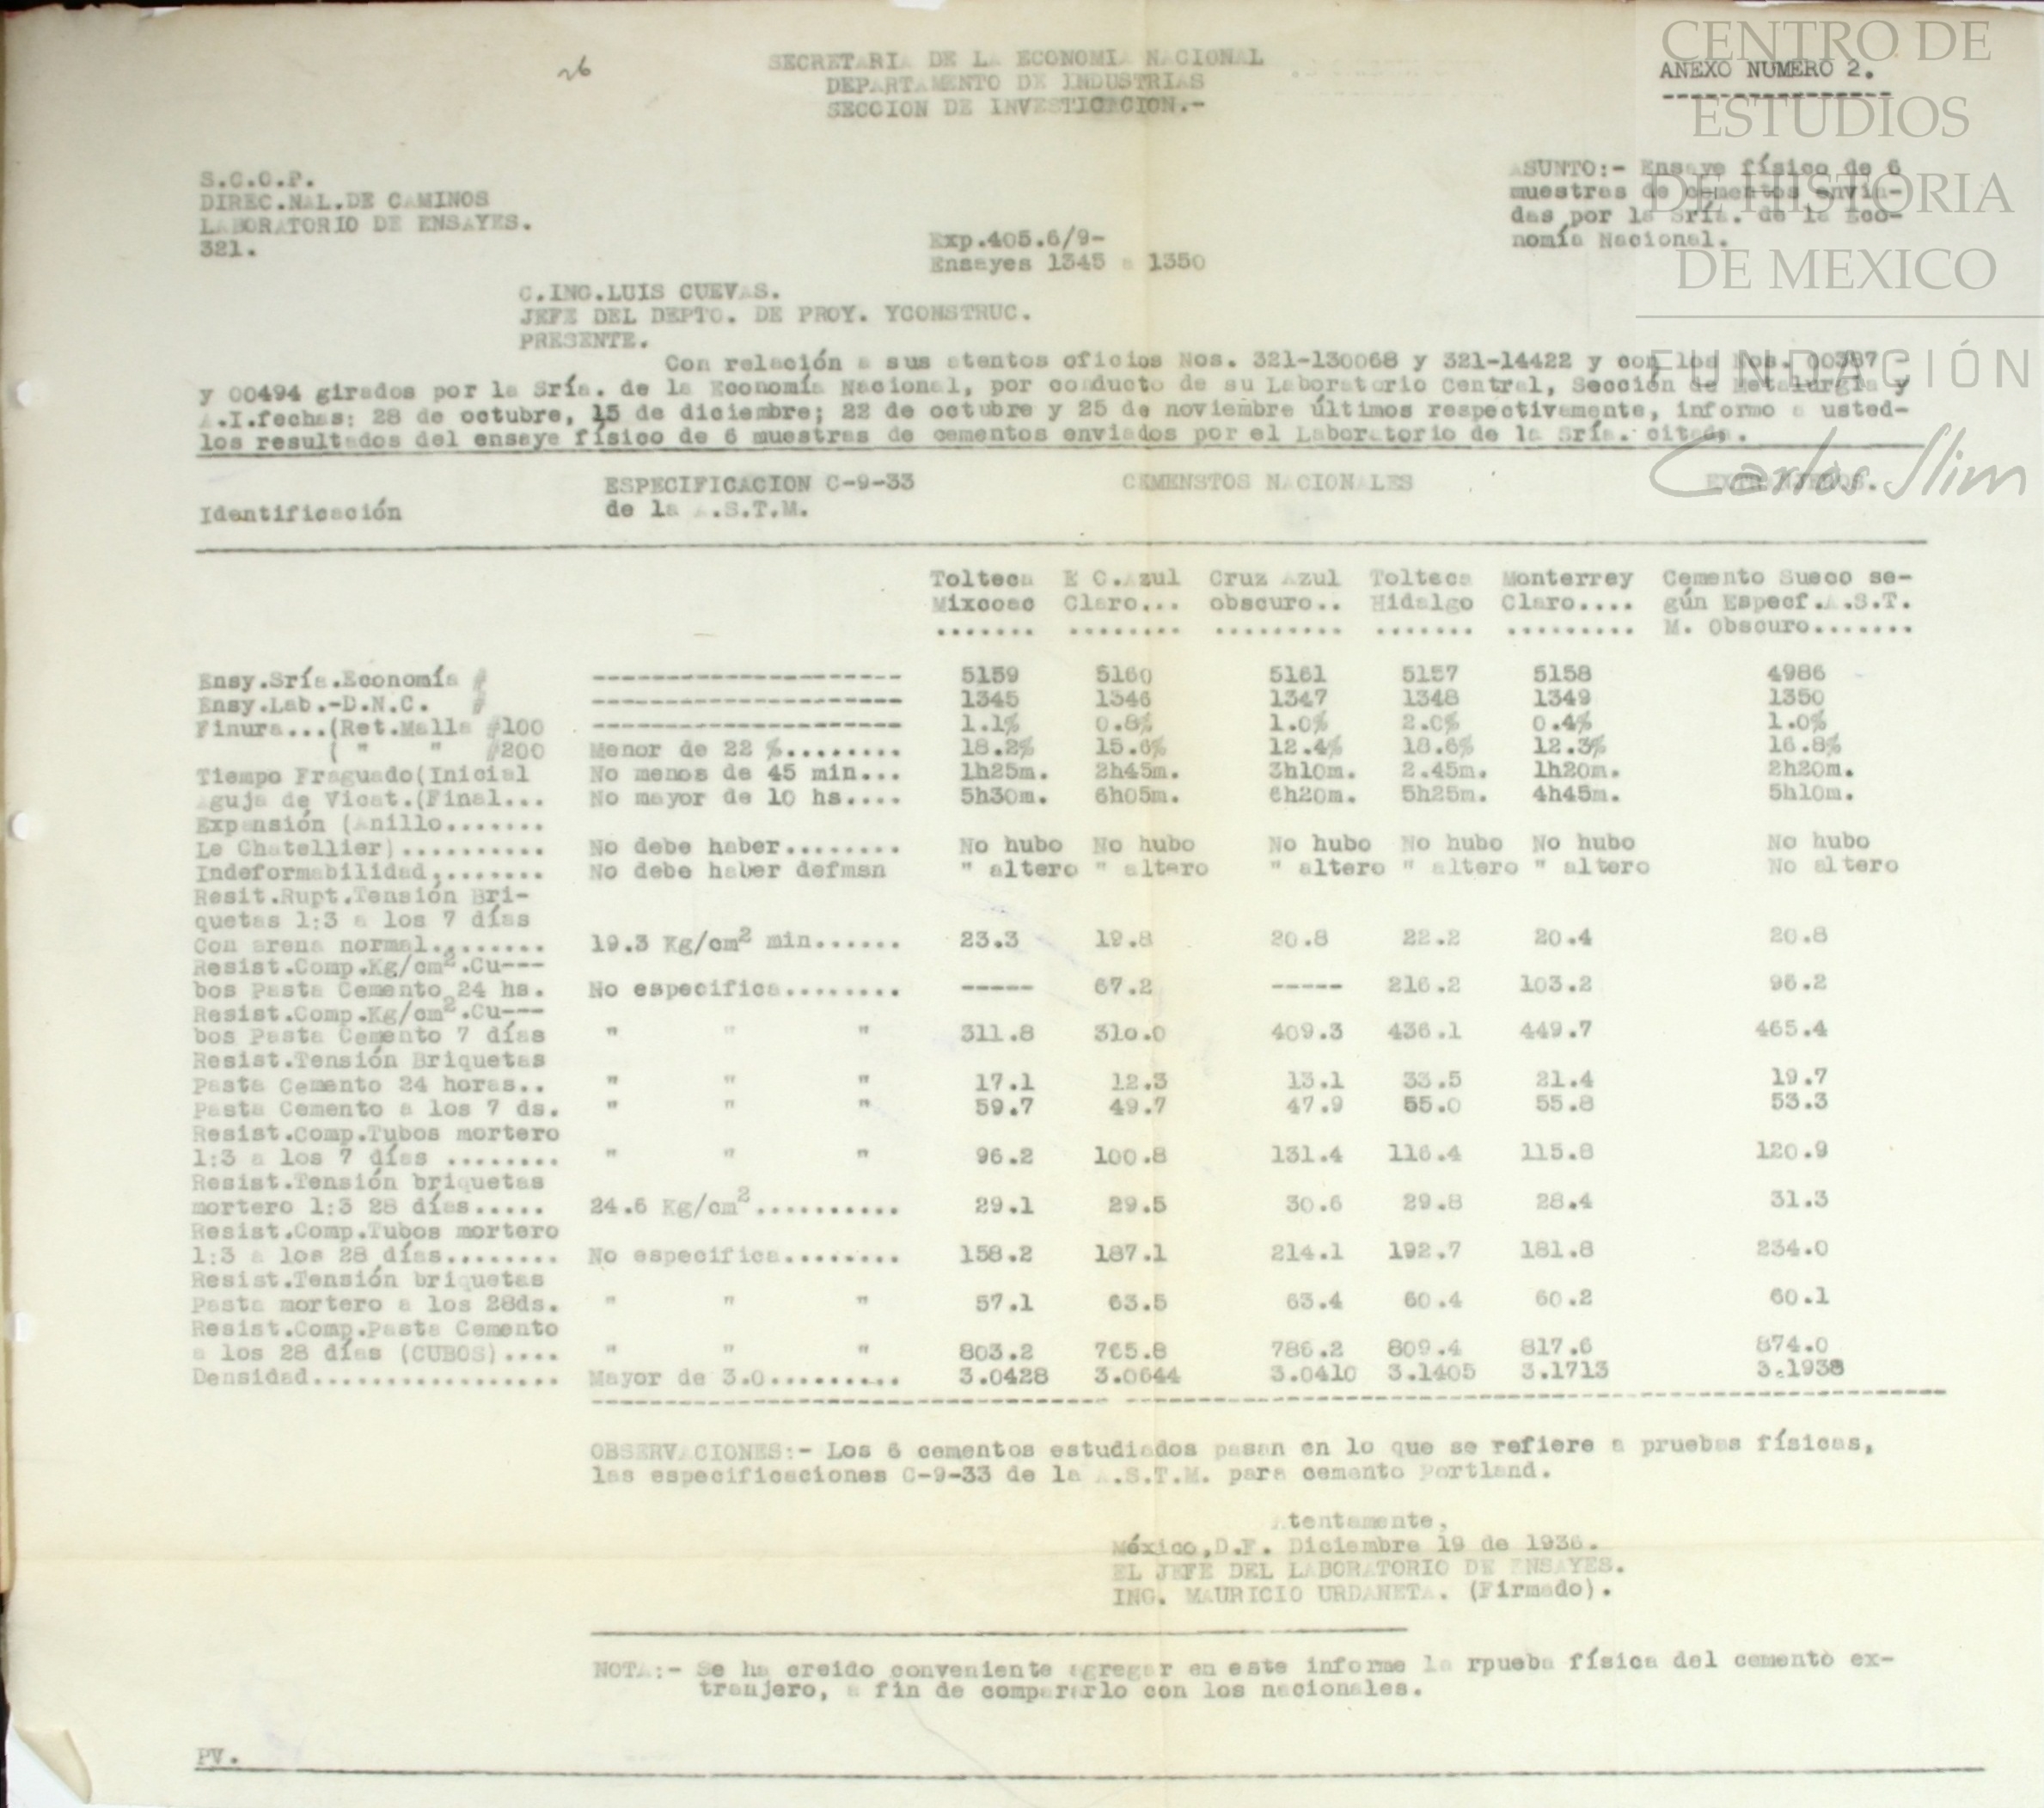 26
SECRETARIA DE LA ECONOMIA NACIONAL
DEPARTAMENTO DE INDUSTRIAS
SECCION DE INVESTIGACION.-
CENTRO DE
ESTUDIOS
DE HISTORIA
DE MEXICO
FUNDACIÓN
Carlos Slim
ANEXO NUMERO 2.
S.C.O.P.
DIREC.NAL.DE CAMINOS
LABORATORIO DE ENSAYES.
321.
ASUNTO:- Ensaye físico de 6
muestras de cementos envia-
das por la Sría. de la Eco-
nomía Nacional.
Exp.405.6/9-
Ensayes 1345 a 1350
C.ING.LUIS CUEVAS.
JEFE DEL DEPTO. DE PROY. YCONSTRUC.
PRESENTE.
Con relación a sus atentos oficios Nos. 321-130068 y 321-14422 y con los Nos. 00387
y 00494 girados por la Sría. de la Economía Nacional, por conducto de su Laboratorio Central, Sección de Metalurgia y
A.I.fechas: 28 de octubre, 15 de diciembre; 22 de octubre y 25 de noviembre últimos respectivamente, informo a usted-
los resultados del ensaye físico de 6 muestras de cementos enviados por el Laboratorio de la Sría. citada.
ESPECIFICACION C-9-33 CEMENSTOS NACIONALES EXTRANJEROS.
Identificación de la A.S.T.M.
Tolteca E C.Azul Cruz Azul Tolteca Monterrey Cemento Sueco se-
Mixcoac Claro... obscuro.. Hidalgo Claro.... gún Especf.A.S.T.
....... ........ ......... ....... ......... M. Obscuro.......
Ensy.Sría.Economía # --------------------- 5159 5160 5161 5157 5158 4986
Ensy.Lab.-D.N.C. # --------------------- 1345 1346 1347 1348 1349 1350
Finura...(Ret.Malla #100 --------------------- 1.1% 0.8% 1.0% 2.0% 0.4% 1.0%
( " " #200 Menor de 22 %........ 18.2% 15.6% 12.4% 18.6% 12.3% 16.8%
Tiempo Fraguado(Inicial No menos de 45 min... 1h25m. 2h45m. 3h10m. 2.45m. 1h20m. 2h20m.
Aguja de Vicat.(Final... No mayor de 10 hs.... 5h30m. 6h05m. 6h20m. 5h25m. 4h45m. 5h10m.
Expansión (Anillo.......
Le Chatellier).......... No debe haber........ No hubo No hubo No hubo No hubo No hubo No hubo
Indeformabilidad........ No debe haber defmsn " altero " altero " altero " altero " altero No altero
Resit.Rupt.Tensión Bri-
quetas 1:3 a los 7 días
Con arena normal........ 19.3 Kg/cm2 min...... 23.3 19.8 20.8 22.2 20.4 20.8
Resist.Comp.Kg/cm2.Cu---
bos Pasta Cemento 24 hs. No especifica........ ----- 67.2 ----- 216.2 103.2 96.2
Resist.Comp.Kg/cm2.Cu---
bos Pasta Cemento 7 días " " " 311.8 310.0 409.3 436.1 449.7 465.4
Resist.Tensión Briquetas
Pasta Cemento 24 horas.. " " " 17.1 12.3 13.1 33.5 21.4 19.7
Pasta Cemento a los 7 ds. " " " 59.7 49.7 47.9 55.0 55.8 53.3
Resist.Comp.Tubos mortero
1:3 a los 7 días ........ " " " 96.2 100.8 131.4 116.4 115.8 120.9
Resist.Tensión briquetas
mortero 1:3 28 días..... 24.6 Kg/cm2.......... 29.1 29.5 30.6 29.8 28.4 31.3
Resist.Comp.Tubos mortero
1:3 a los 28 días........ No especifica........ 158.2 187.1 214.1 192.7 181.8 234.0
Resist.Tensión briquetas
Pasta mortero a los 28ds. " " " 57.1 63.5 63.4 60.4 60.2 60.1
Resist.Comp.Pasta Cemento
a los 28 días (CUBOS).... " " " 803.2 765.8 786.2 809.4 817.6 874.0
Densidad................. Mayor de 3.0......... 3.0428 3.0644 3.0410 3.1405 3.1713 3.1938
OBSERVACIONES:- Los 6 cementos estudiados pasan en lo que se refiere a pruebas físicas,
las especificaciones C-9-33 de la A.S.T.M. para cemento Portland.
Atentamente,
México,D.F. Diciembre 19 de 1936.
EL JEFE DEL LABORATORIO DE ENSAYES.
ING. MAURICIO URDANETA. (Firmado).
NOTA:- Se ha creido conveniente agregar en este informe la rpueba física del cemento ex-
tranjero, a fin de compararlo con los nacionales.
PV.